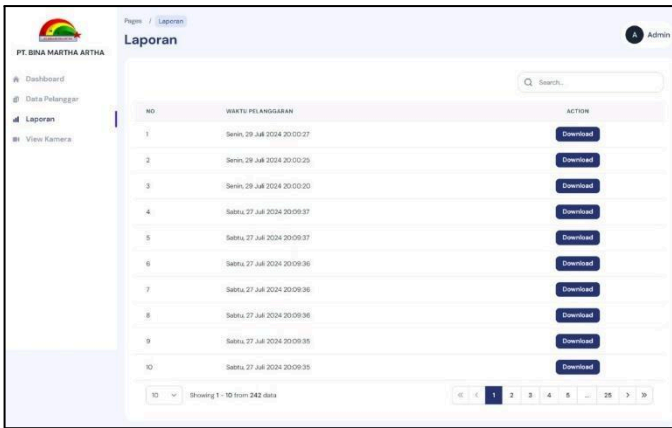 Pages / Laporan
Laporan
A Admin
PT. BINA MARTHA ARTHA
Dashboard
Data Pelanggar
Laporan
View Kamera
Search...
NO. WAKTU PELANGGARAN ACTION
1 Senin, 29 Juli 2024 20:00:27 Download
2 Senin, 29 Juli 2024 20:00:25 Download
3 Senin, 29 Juli 2024 20:00:20 Download
4 Sabtu, 27 Juli 2024 20:09:37 Download
5 Sabtu, 27 Juli 2024 20:09:37 Download
6 Sabtu, 27 Juli 2024 20:09:36 Download
7 Sabtu, 27 Juli 2024 20:09:36 Download
8 Sabtu, 27 Juli 2024 20:09:36 Download
9 Sabtu, 27 Juli 2024 20:09:35 Download
10 Sabtu, 27 Juli 2024 20:09:35 Download
10 Showing 1 - 10 from 242 data « < 1 2 3 4 5 ... 25 > »